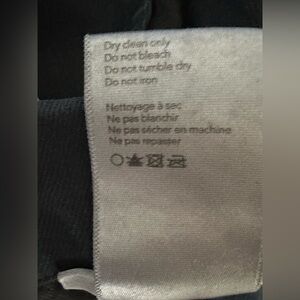 Dry clean only
Do not bleach
Do not tumble dry
Do not iron
Nettoyage à sec
Ne pas blanchir
Ne pas sécher en machine
Ne pas repasser